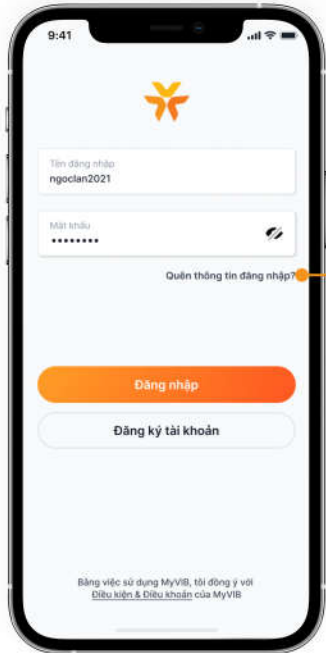 9:41
Tên đăng nhập
ngoclan2021
Mật khẩu
••••••••
Quên thông tin đăng nhập?
Đăng nhập
Đăng ký tài khoản
Bằng việc sử dụng MyVIB, tôi đồng ý với
Điều kiện & Điều khoản của MyVIB